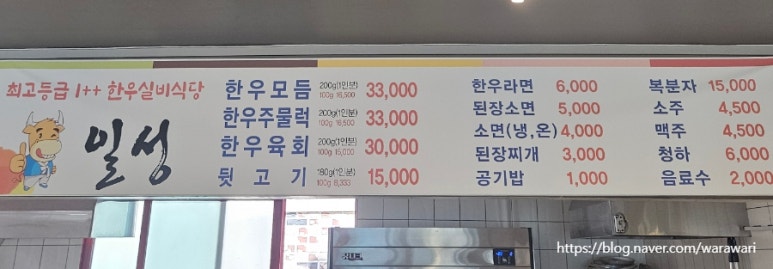 최고등급 1++ 한우실비식당
일성
한우모듬 200g(1인분) 100g 16,500 33,000
한우주물럭 200g(1인분) 100g 16,500 33,000
한우육회 200g(1인분) 100g 15,000 30,000
뒷고기 180g(1인분) 100g 8,333 15,000
한우라면 6,000
된장소면 5,000
소면(냉,온) 4,000
된장찌개 3,000
공기밥 1,000
복분자 15,000
소주 4,500
맥주 4,500
청하 6,000
음료수 2,000
https://blog.naver.com/warawari